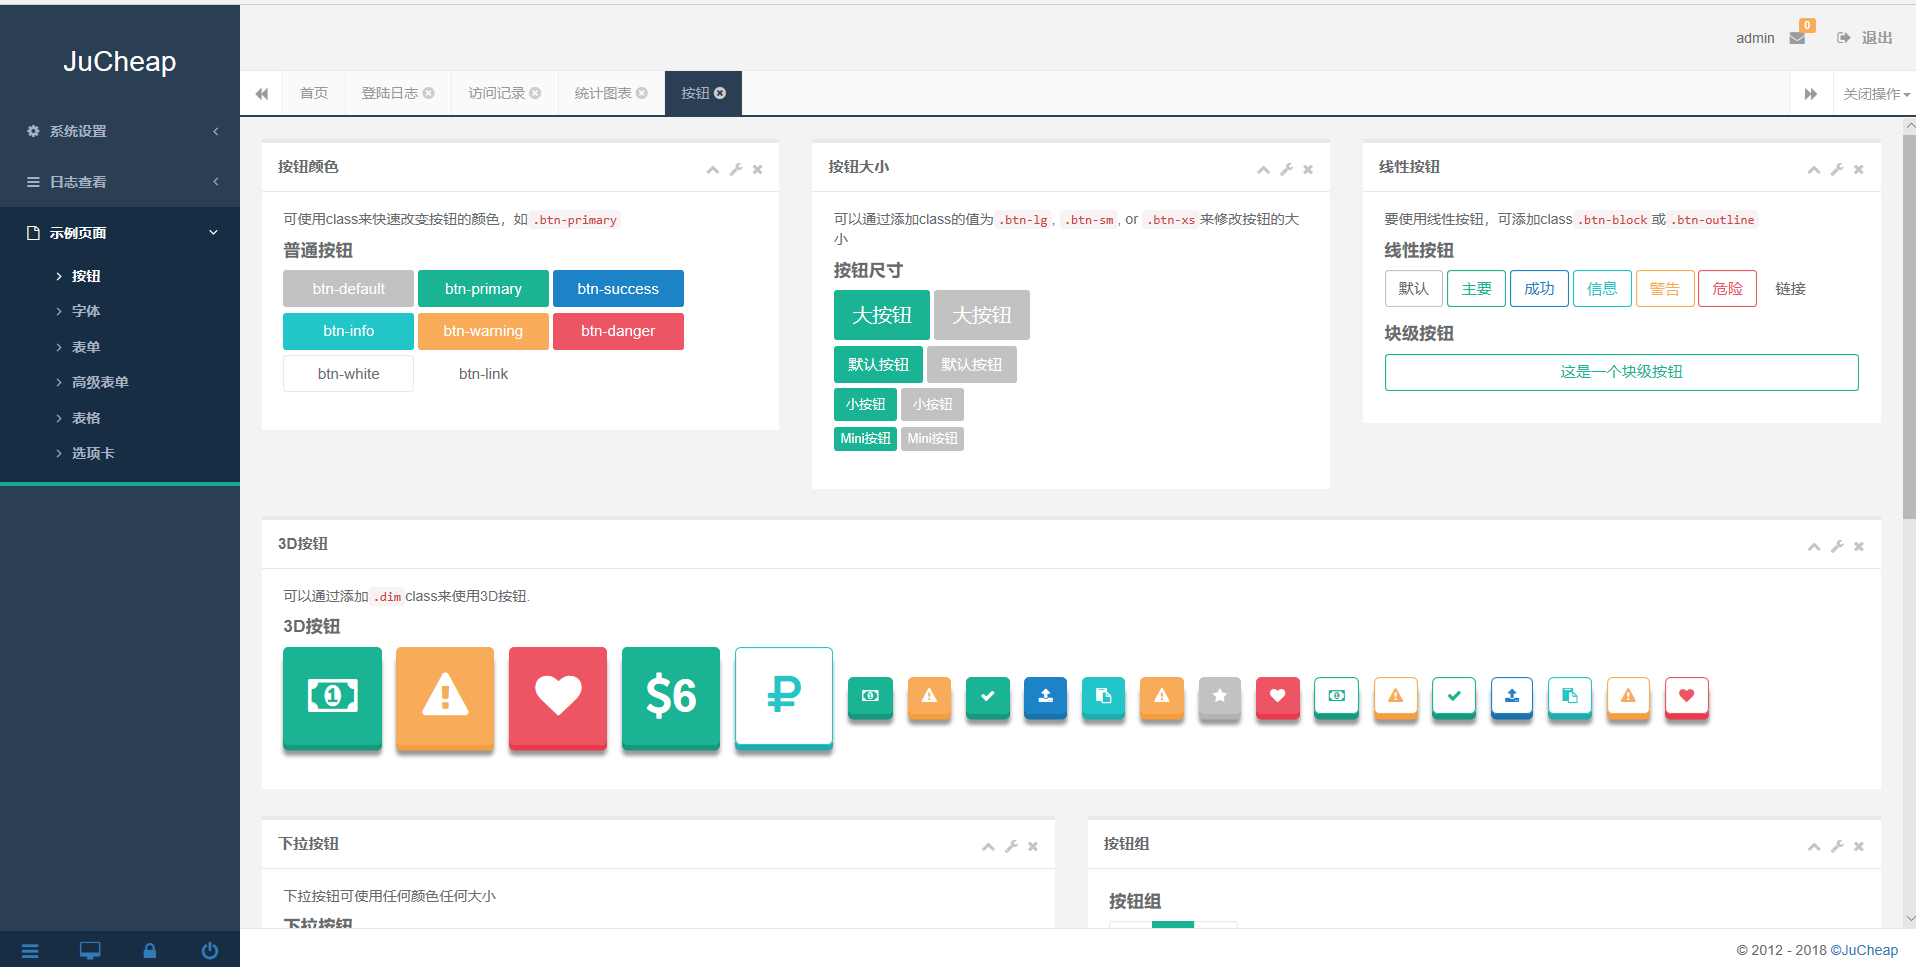 JuCheap
系统设置
日志查看
示例页面
按钮
字体
表单
高级表单
表格
选项卡
admin 0 退出
首页 登陆日志 访问记录 统计图表 按钮 关闭操作
按钮颜色
可使用class来快速改变按钮的颜色，如 .btn-primary
普通按钮
btn-default btn-primary btn-success
btn-info btn-warning btn-danger
btn-white btn-link
按钮大小
可以通过添加class的值为 .btn-lg , .btn-sm , or .btn-xs 来修改按钮的大
小
按钮尺寸
大按钮 大按钮
默认按钮 默认按钮
小按钮 小按钮
Mini按钮 Mini按钮
线性按钮
要使用线性按钮，可添加class .btn-block 或 .btn-outline
线性按钮
默认 主要 成功 信息 警告 危险 链接
块级按钮
这是一个块级按钮
3D按钮
可以通过添加 .dim class来使用3D按钮.
3D按钮
$6
下拉按钮
下拉按钮可使用任何颜色任何大小
下拉按钮
按钮组
按钮组
© 2012 - 2018 ©JuCheap